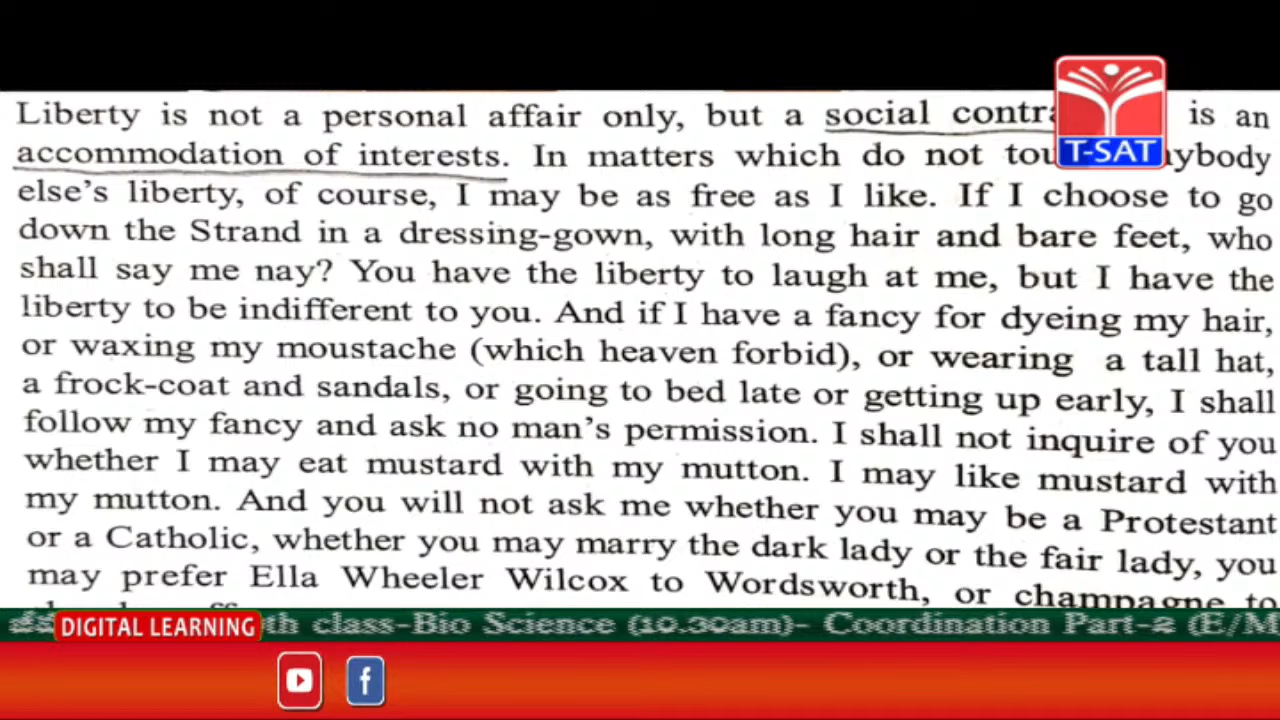 Liberty is not a personal affair only, but a social contra is an
T-SAT
accommodation of interests. In matters which do not tou ybody
else's liberty, of course, I may be as free as I like. If I choose to go
down the Strand in a dressing-gown, with long hair and bare feet, who
shall say me nay? You have the liberty to laugh at me, but I have the
liberty to be indifferent to you. And if I have a fancy for dyeing my hair,
or waxing my moustache (which heaven forbid), or wearing a tall hat,
a frock-coat and sandals, or going to bed late or getting up early, I shall
follow my fancy and ask no man's permission. I shall not inquire of you
whether I may eat mustard with my mutton. I may like mustard with
my mutton. And you will not ask me whether you may be a Protestant
or a Catholic, whether you may marry the dark lady or the fair lady, you
may prefer Ella Wheeler Wilcox to Wordsworth, or champagne to
DIGITAL LEARNING th class-Bio Science (10.30am)- Coordination Part-2 (E/M